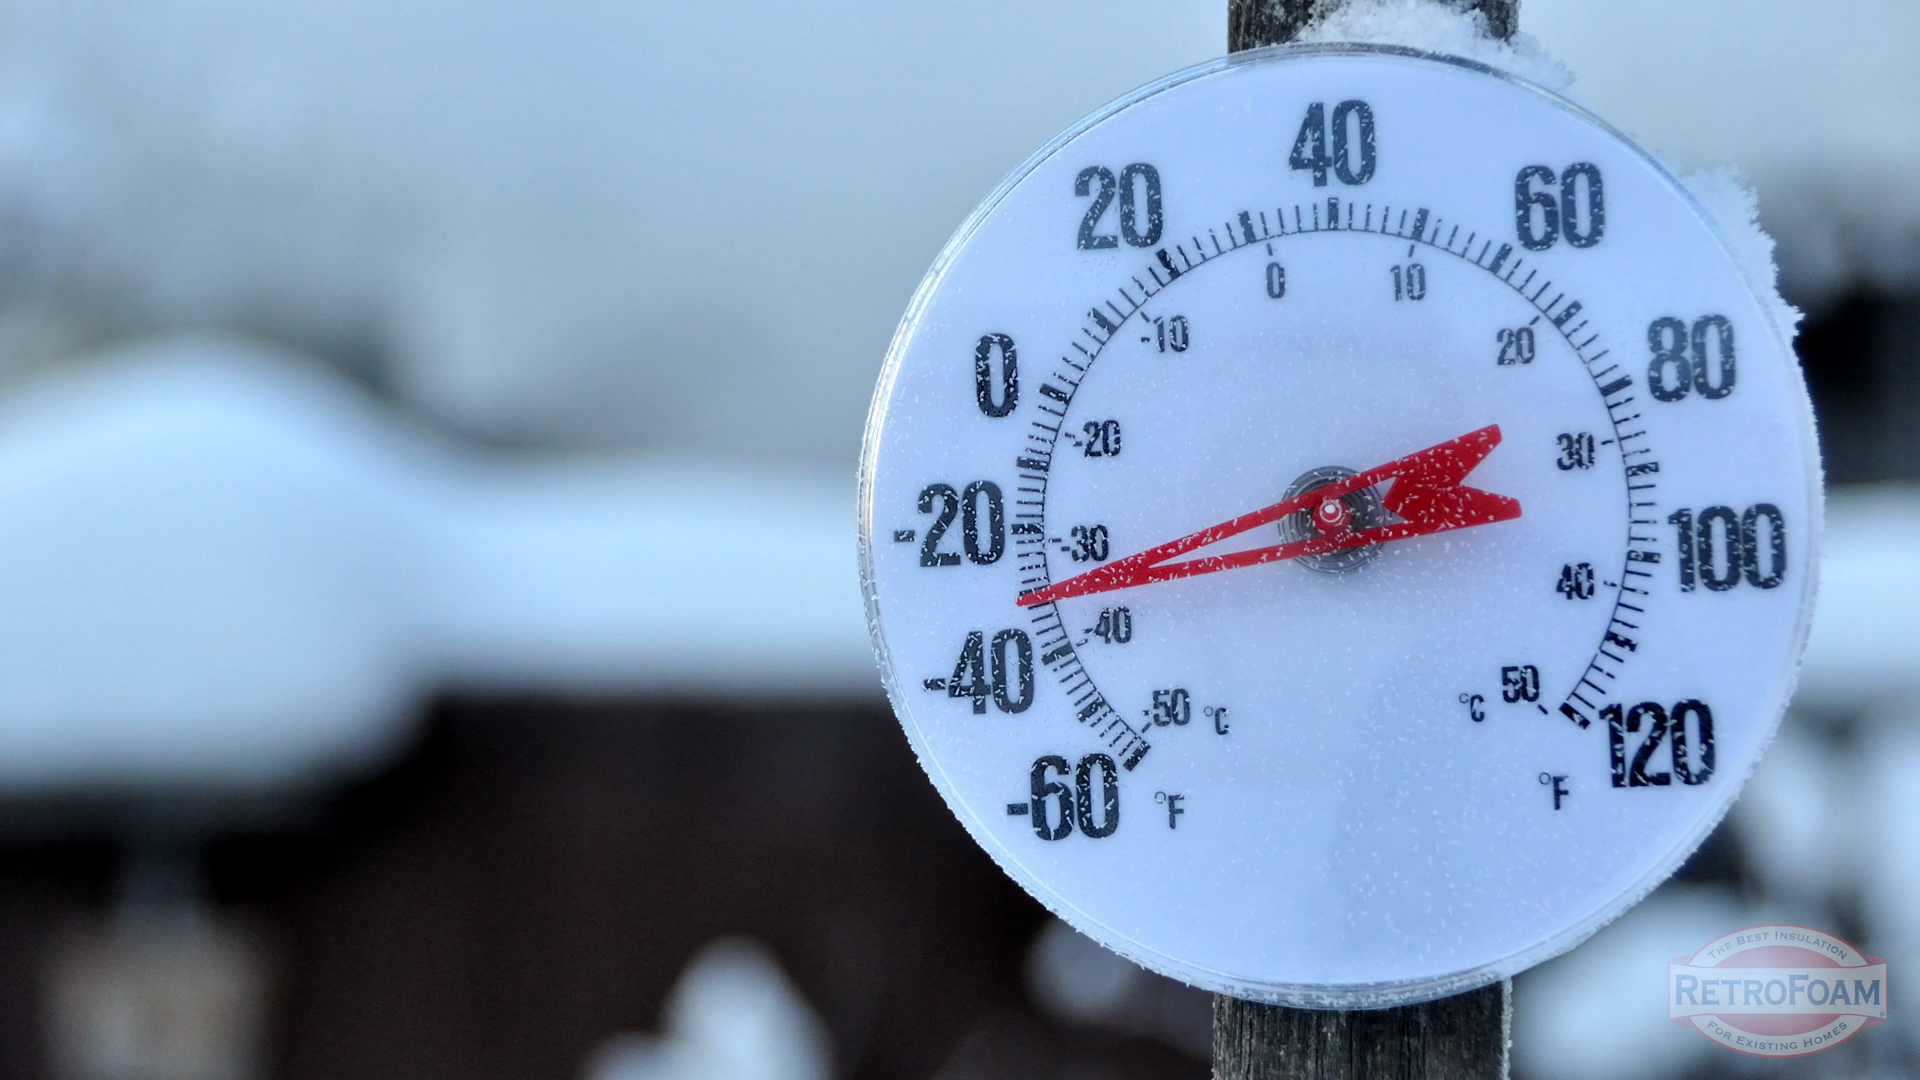 40
20
60
0
10
-10
20
0
80
-20
30
-20
-30
100
40
-40
-40
-50 °C
°C 50
120
-60 °F
°F
THE BEST INSULATION
RETROFOAM
FOR EXISTING HOMES